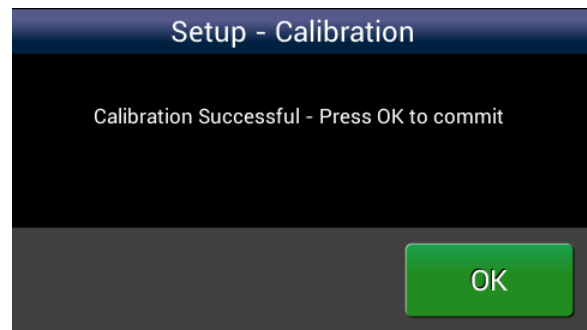 Setup - Calibration
Calibration Successful - Press OK to commit
OK